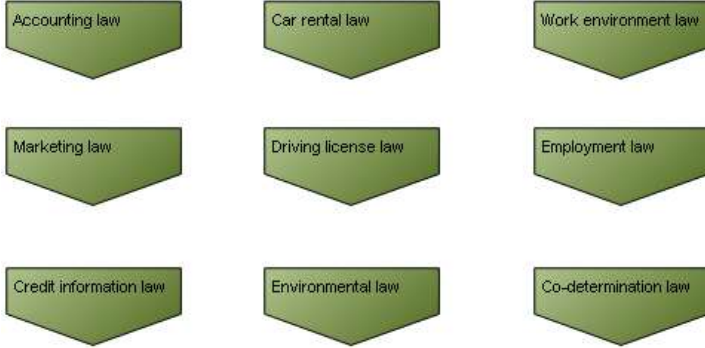 Accounting law
Car rental law
Work environment law
Marketing law
Driving license law
Employment law
Credit information law
Environmental law
Co-determination law